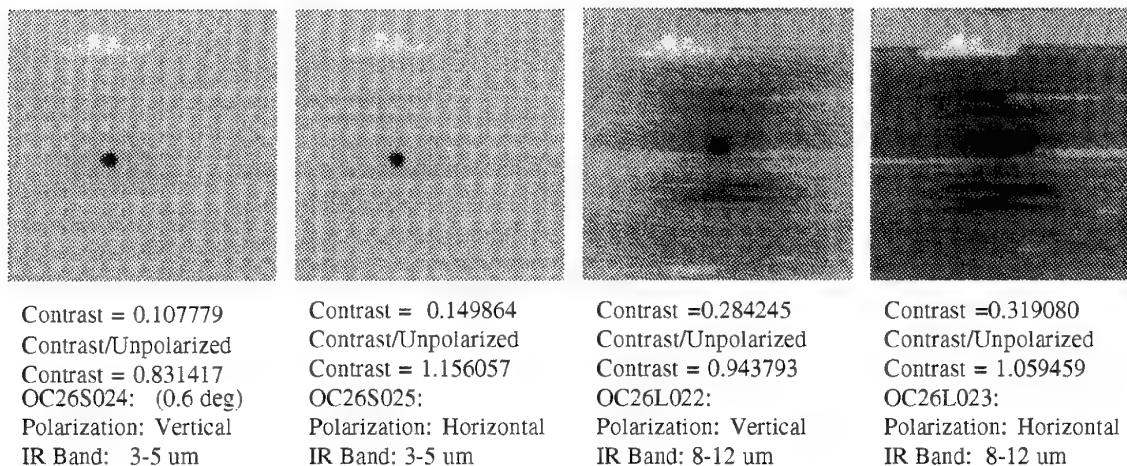 Contrast = 0.107779
Contrast/Unpolarized
Contrast = 0.831417
OC26S024: (0.6 deg)
Polarization: Vertical
IR Band: 3-5 um
Contrast = 0.149864
Contrast/Unpolarized
Contrast = 1.156057
OC26S025:
Polarization: Horizontal
IR Band: 3-5 um
Contrast =0.284245
Contrast/Unpolarized
Contrast = 0.943793
OC26L022:
Polarization: Vertical
IR Band: 8-12 um
Contrast =0.319080
Contrast/Unpolarized
Contrast = 1.059459
OC26L023:
Polarization: Horizontal
IR Band: 8-12 um